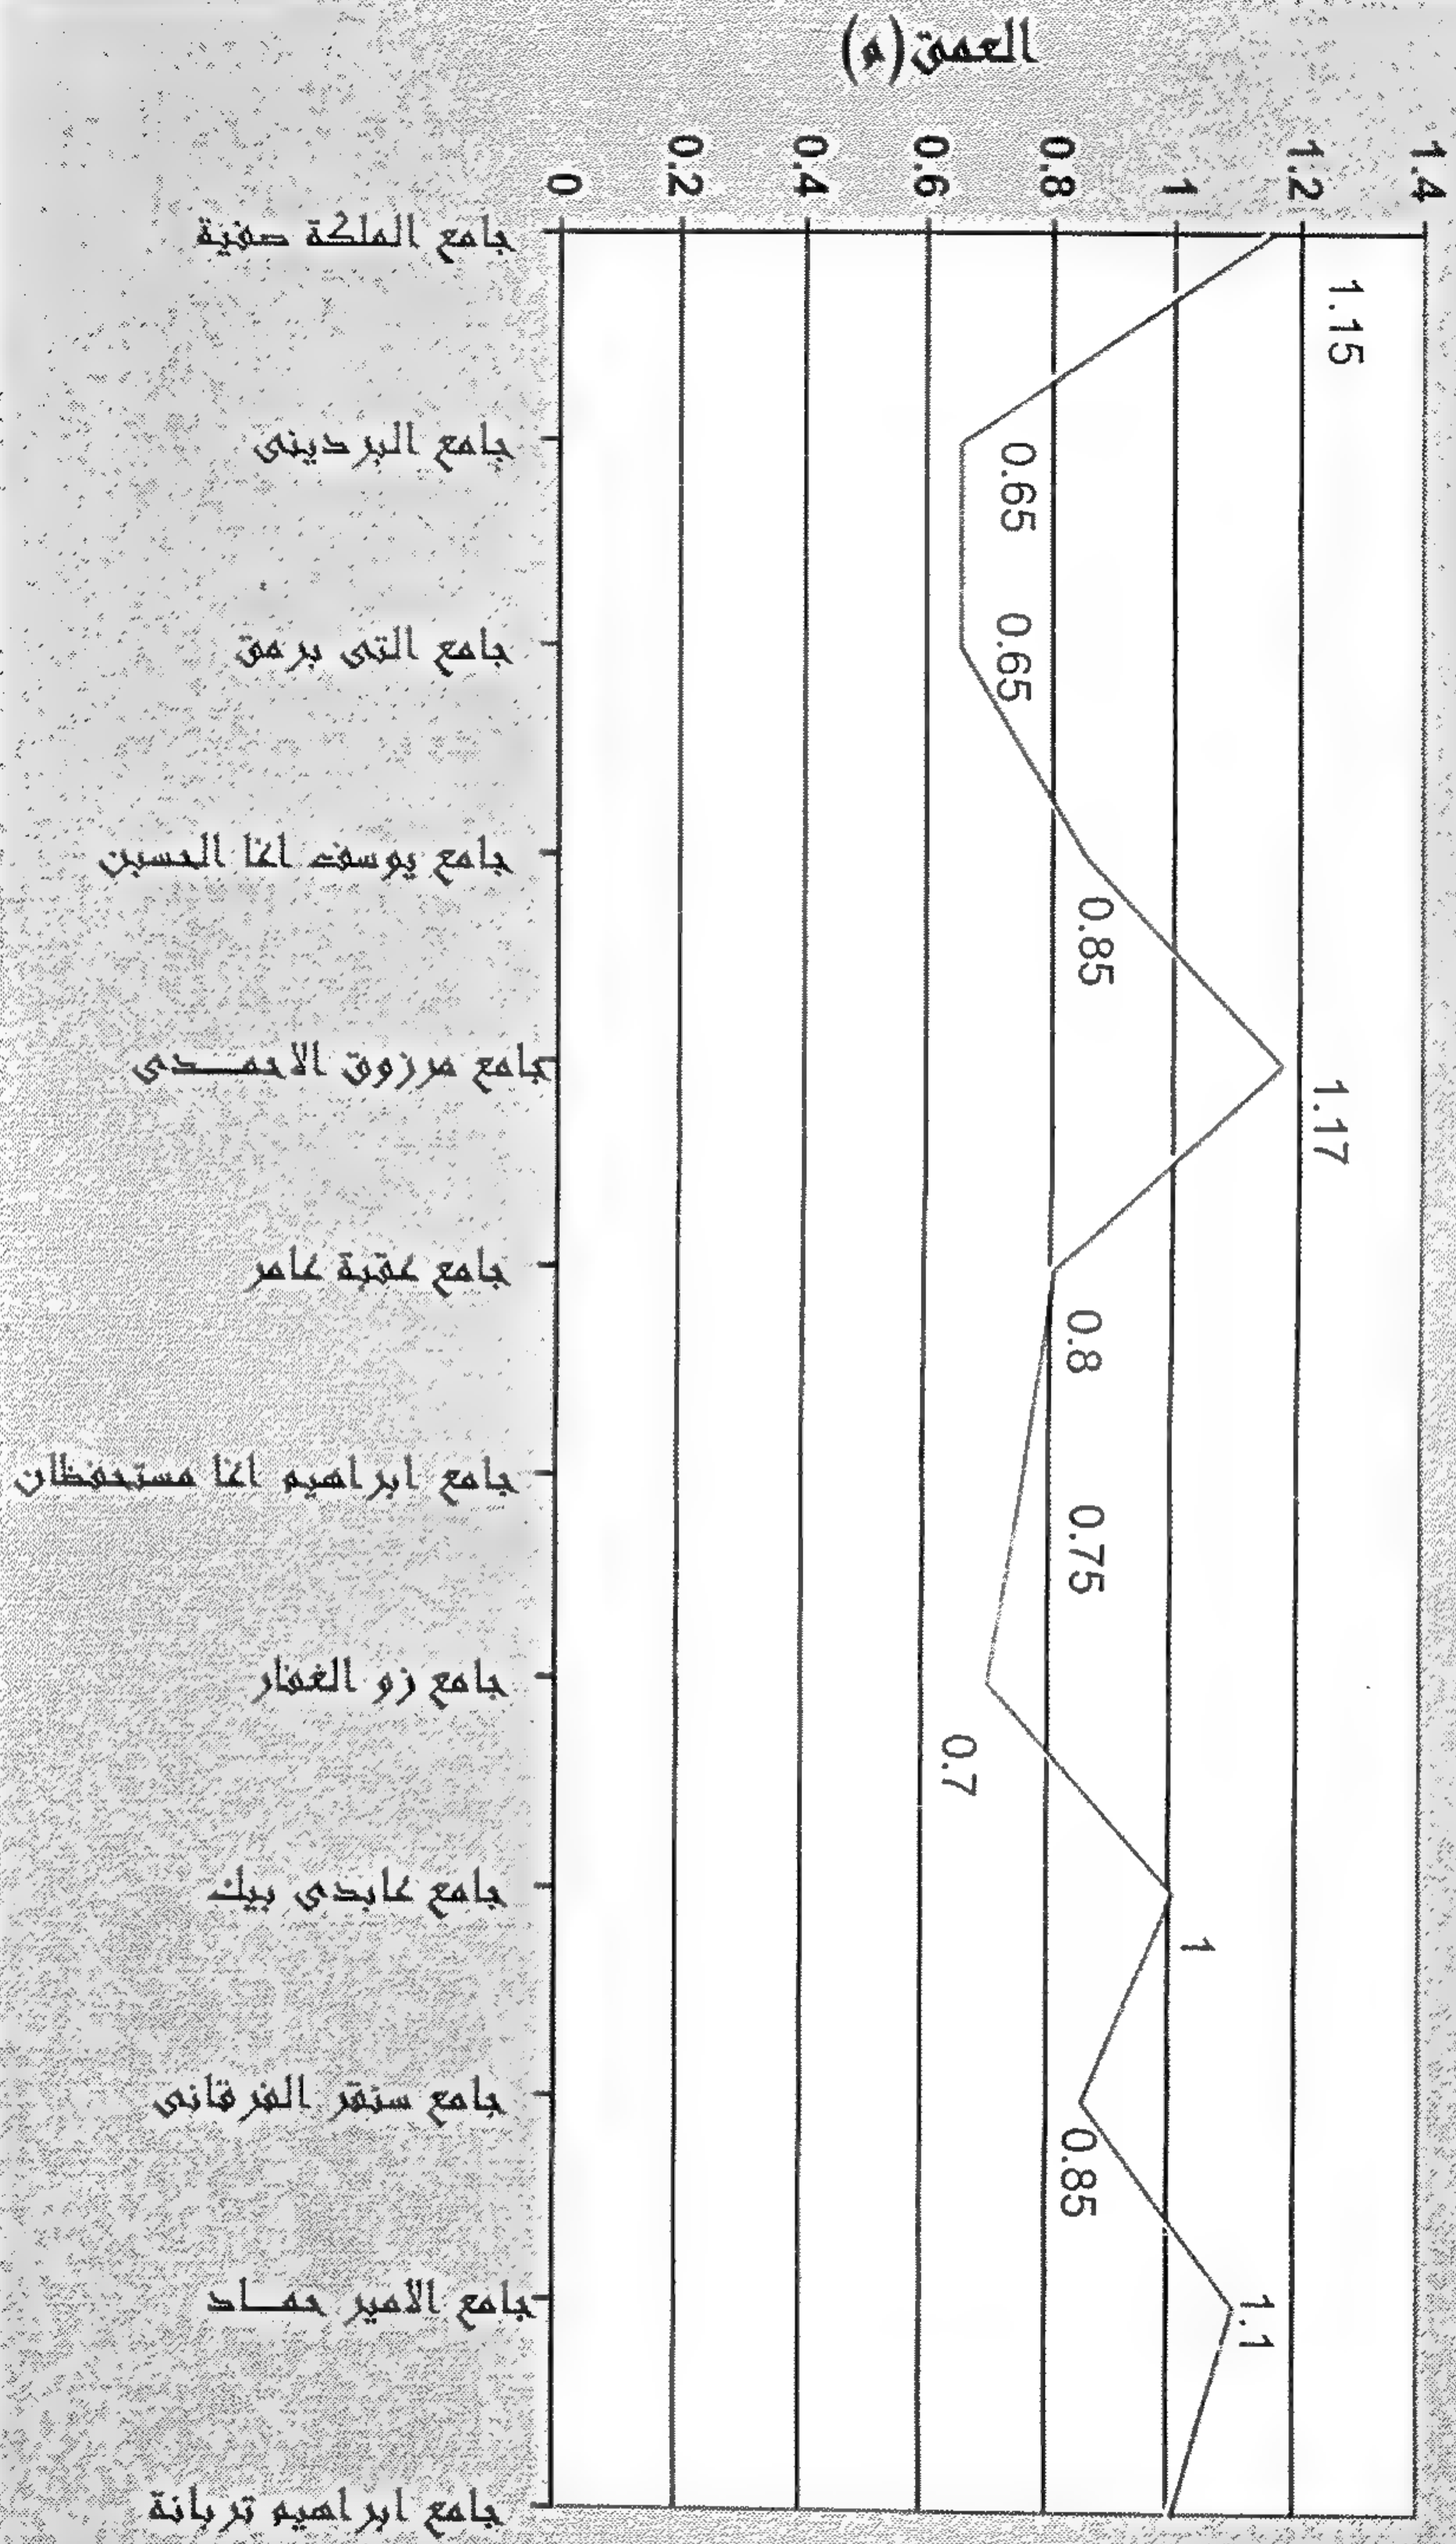 العمق(م)
1.4
1.2
1
0.8
0.6
0.4
0.2
0
1.15
0.65
0.65
0.85
1.17
0.8
0.75
0.7
1
0.85
1.1
جامع الملكة صفية
جامع البردينى
جامع التى برمق
جامع يوسف اغا الحسين
جامع مرزوق الاحمدى
جامع عقبة عامر
جامع ابراهيم اغا مستحفظان
جامع زو الغفار
جامع عابدى بيك
جامع سنقر الفرقانى
جامع الامير حماد
جامع ابراهيم تربانة